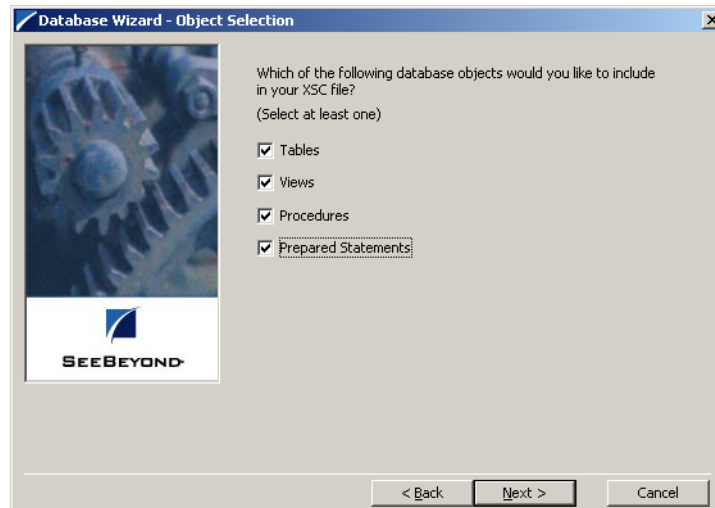 Database Wizard - Object Selection
Which of the following database objects would you like to include
in your XSC file?
(Select at least one)
Tables
Views
Procedures
Prepared Statements
SEEBEYOND
< Back
Next >
Cancel